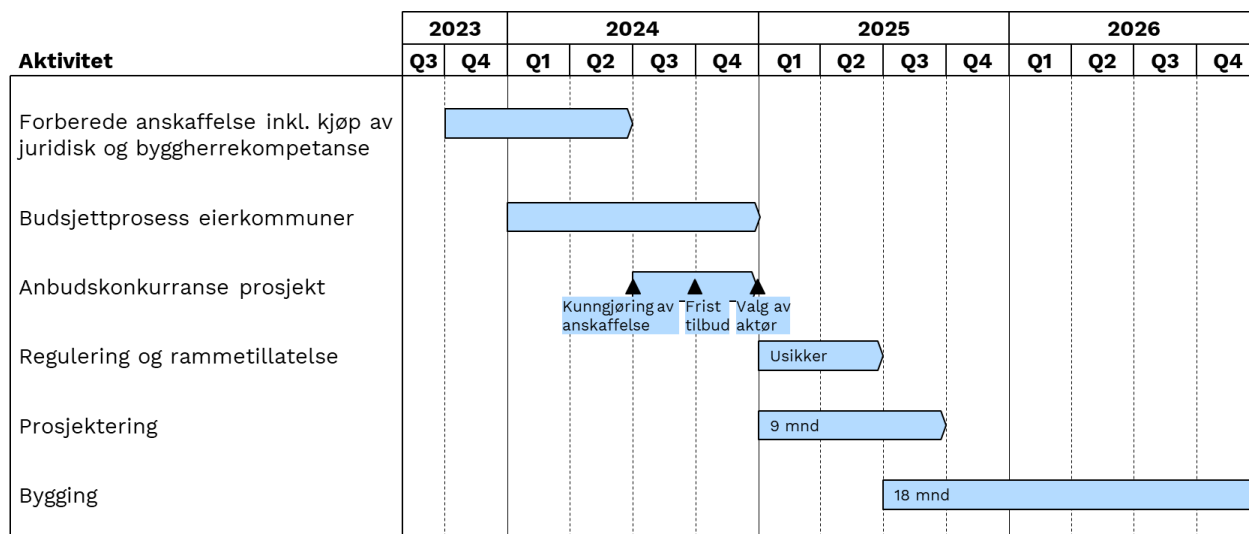 2023 2024 2025 2026
Aktivitet Q3 Q4 Q1 Q2 Q3 Q4 Q1 Q2 Q3 Q4 Q1 Q2 Q3 Q4
Forberede anskaffelse inkl. kjøp av
juridisk og byggherrekompetanse
Budsjettprosess eierkommuner
Anbudskonkurranse prosjekt
Kunngjøring av Frist Valg av
anskaffelse tilbud aktør
Regulering og rammetillatelse Usikker
Prosjektering 9 mnd
Bygging 18 mnd